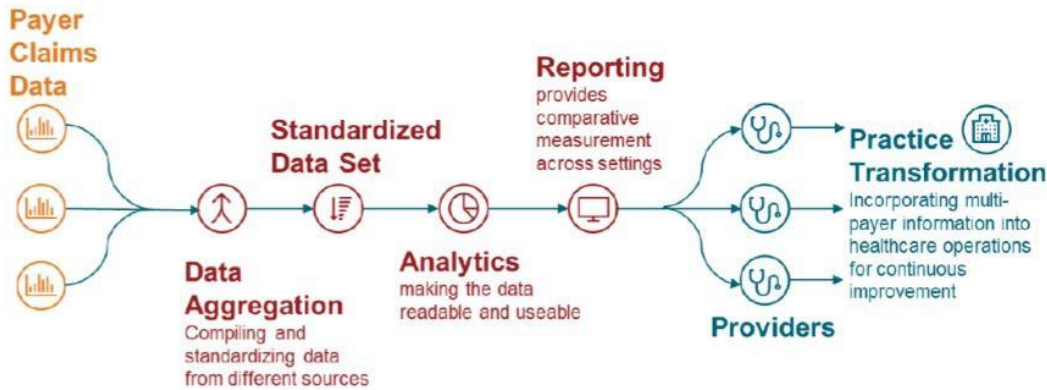 Payer
Claims
Data
Data
Aggregation
Compiling and
standardizing data
from different sources
Standardized
Data Set
Analytics
making the data
readable and useable
Reporting
provides
comparative
measurement
across settings
Providers
Practice
Transformation
Incorporating multi-
payer information into
healthcare operations
for continuous
improvement